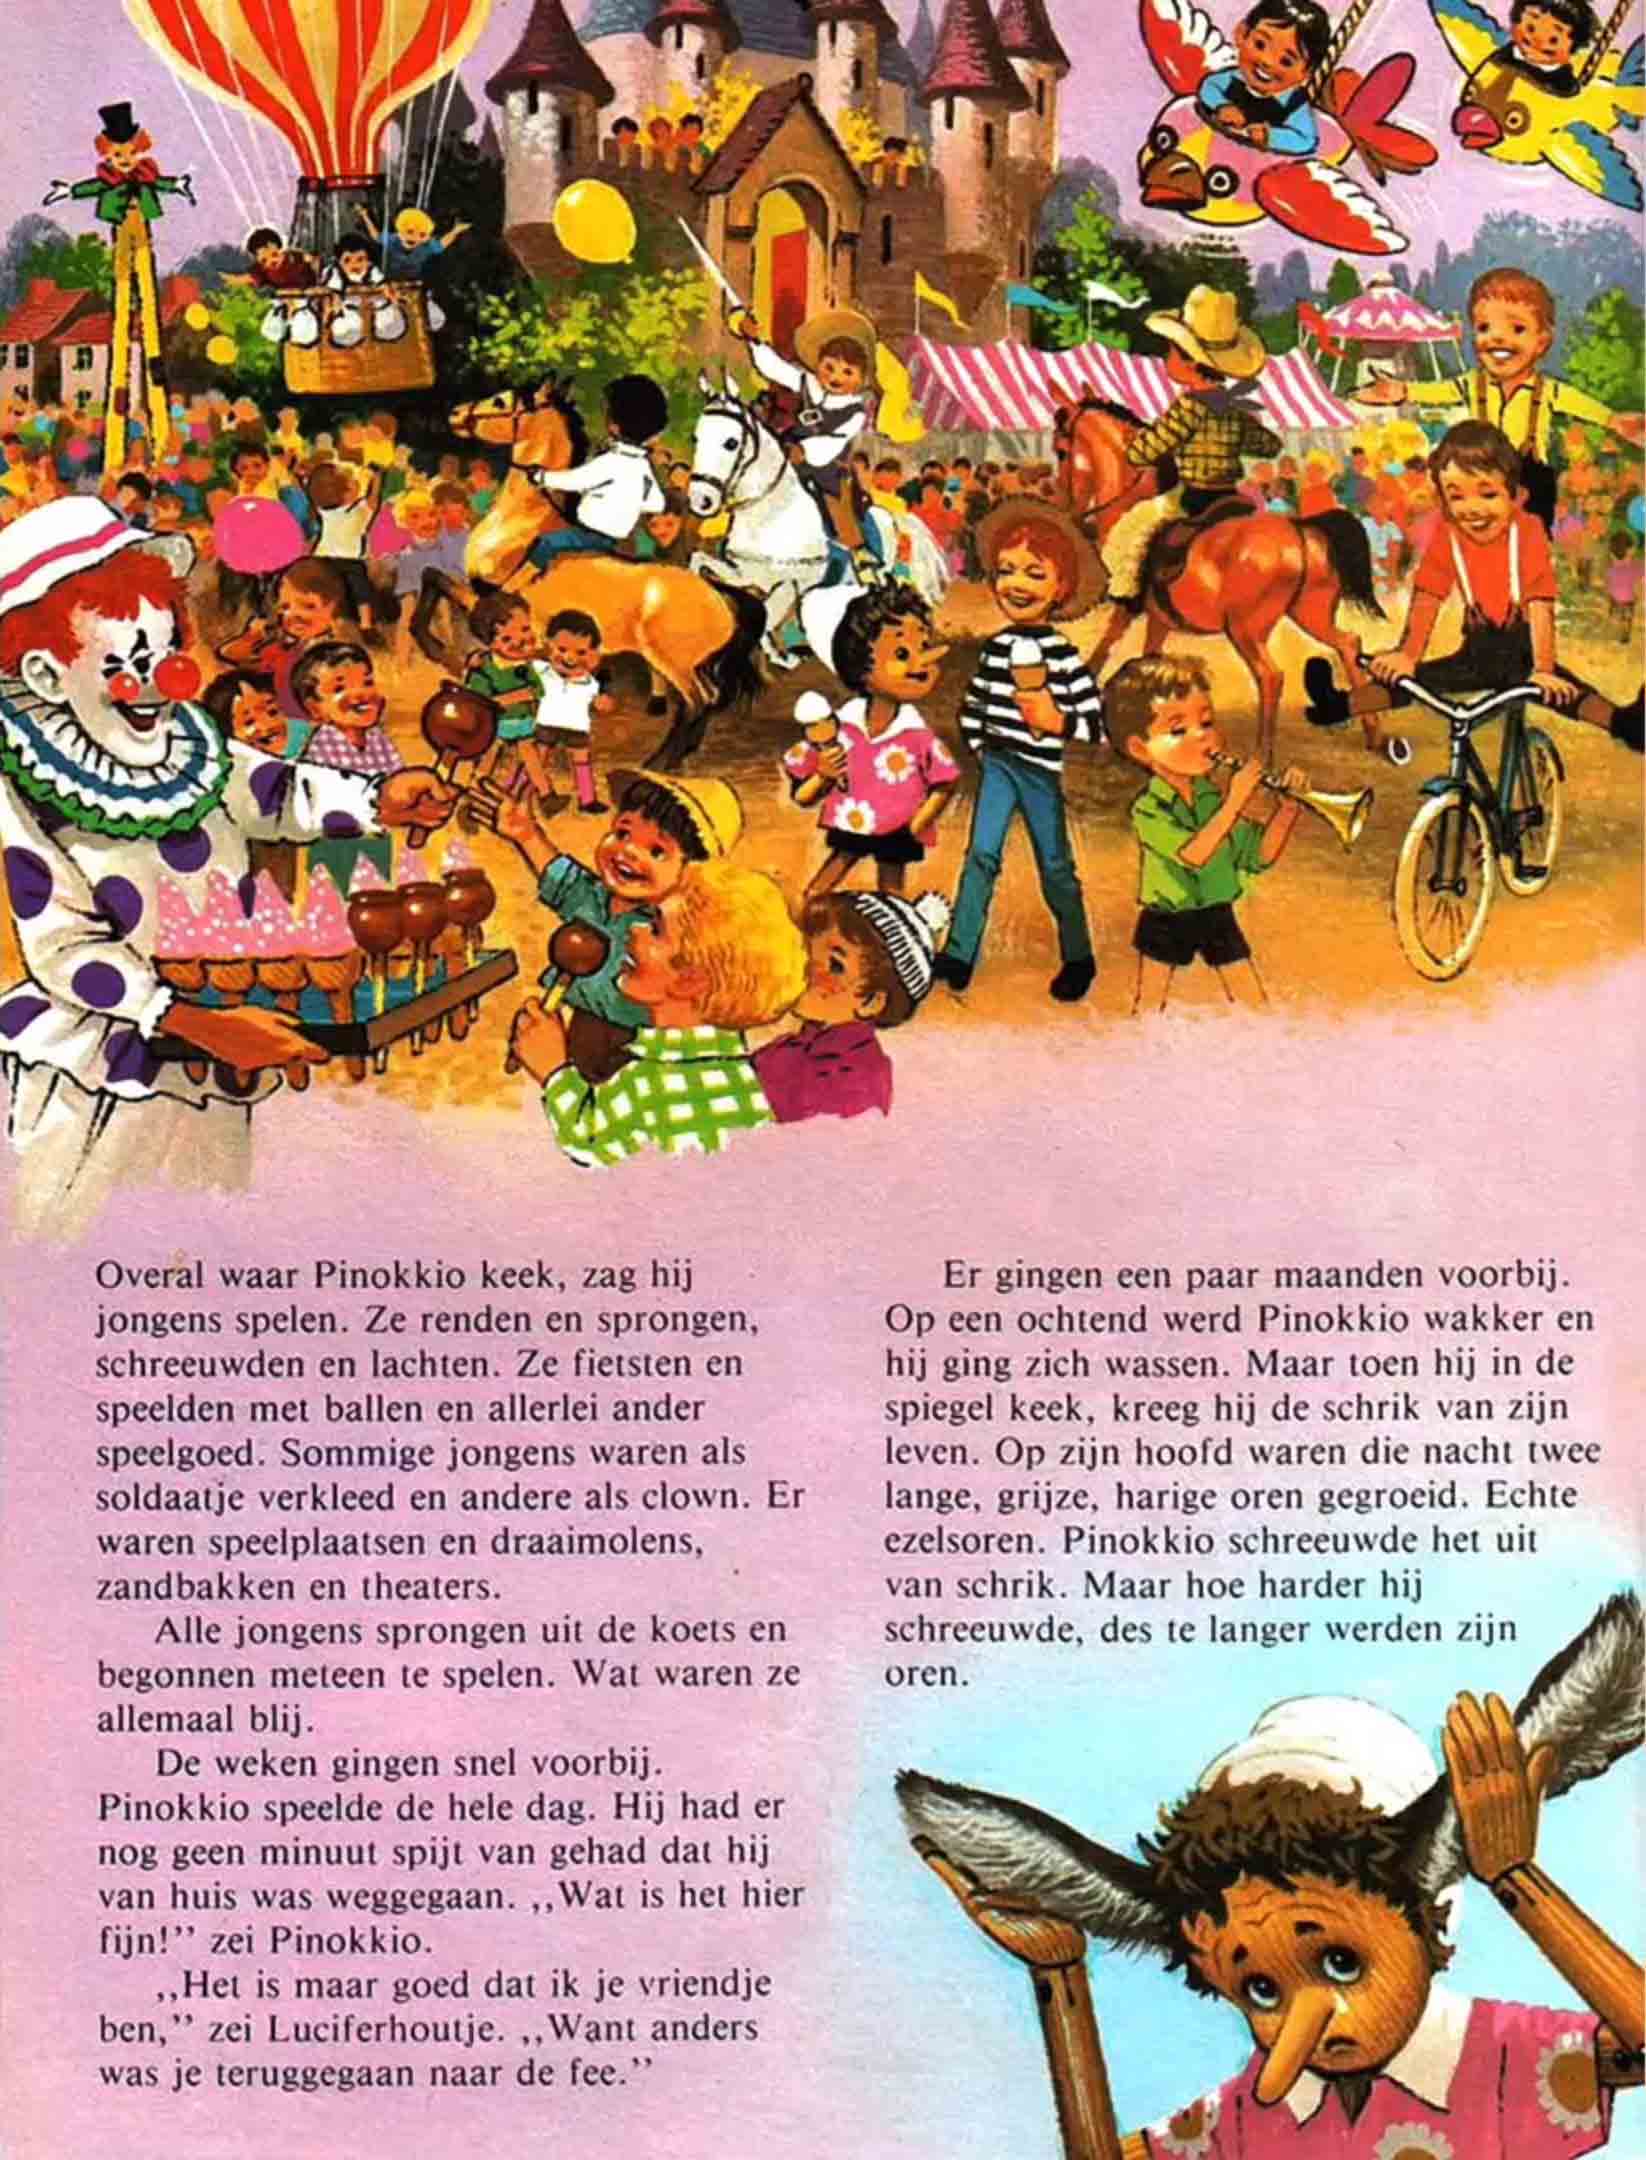 Overal waar Pinokkio keek, zag hij
jongens spelen. Ze renden en sprongen,
schreeuwden en lachten. Ze fietsten en
speelden met ballen en allerlei ander
speelgoed. Sommige jongens waren als
soldaatje verkleed en andere als clown. Er
waren speelplaatsen en draaimolens,
zandbakken en theaters.
Alle jongens sprongen uit de koets en
begonnen meteen te spelen. Wat waren ze
allemaal blij.
De weken gingen snel voorbij.
Pinokkio speelde de hele dag. Hij had er
nog geen minuut spijt van gehad dat hij
van huis was weggegaan. ,,Wat is het hier
fijn!” zei Pinokkio.
,,Het is maar goed dat ik je vriendje
ben,” zei Luciferhoutje. ,,Want anders
was je teruggegaan naar de fee.”
Er gingen een paar maanden voorbij.
Op een ochtend werd Pinokkio wakker en
hij ging zich wassen. Maar toen hij in de
spiegel keek, kreeg hij de schrik van zijn
leven. Op zijn hoofd waren die nacht twee
lange, grijze, harige oren gegroeid. Echte
ezelsoren. Pinokkio schreeuwde het uit
van schrik. Maar hoe harder hij
schreeuwde, des te langer werden zijn
oren.